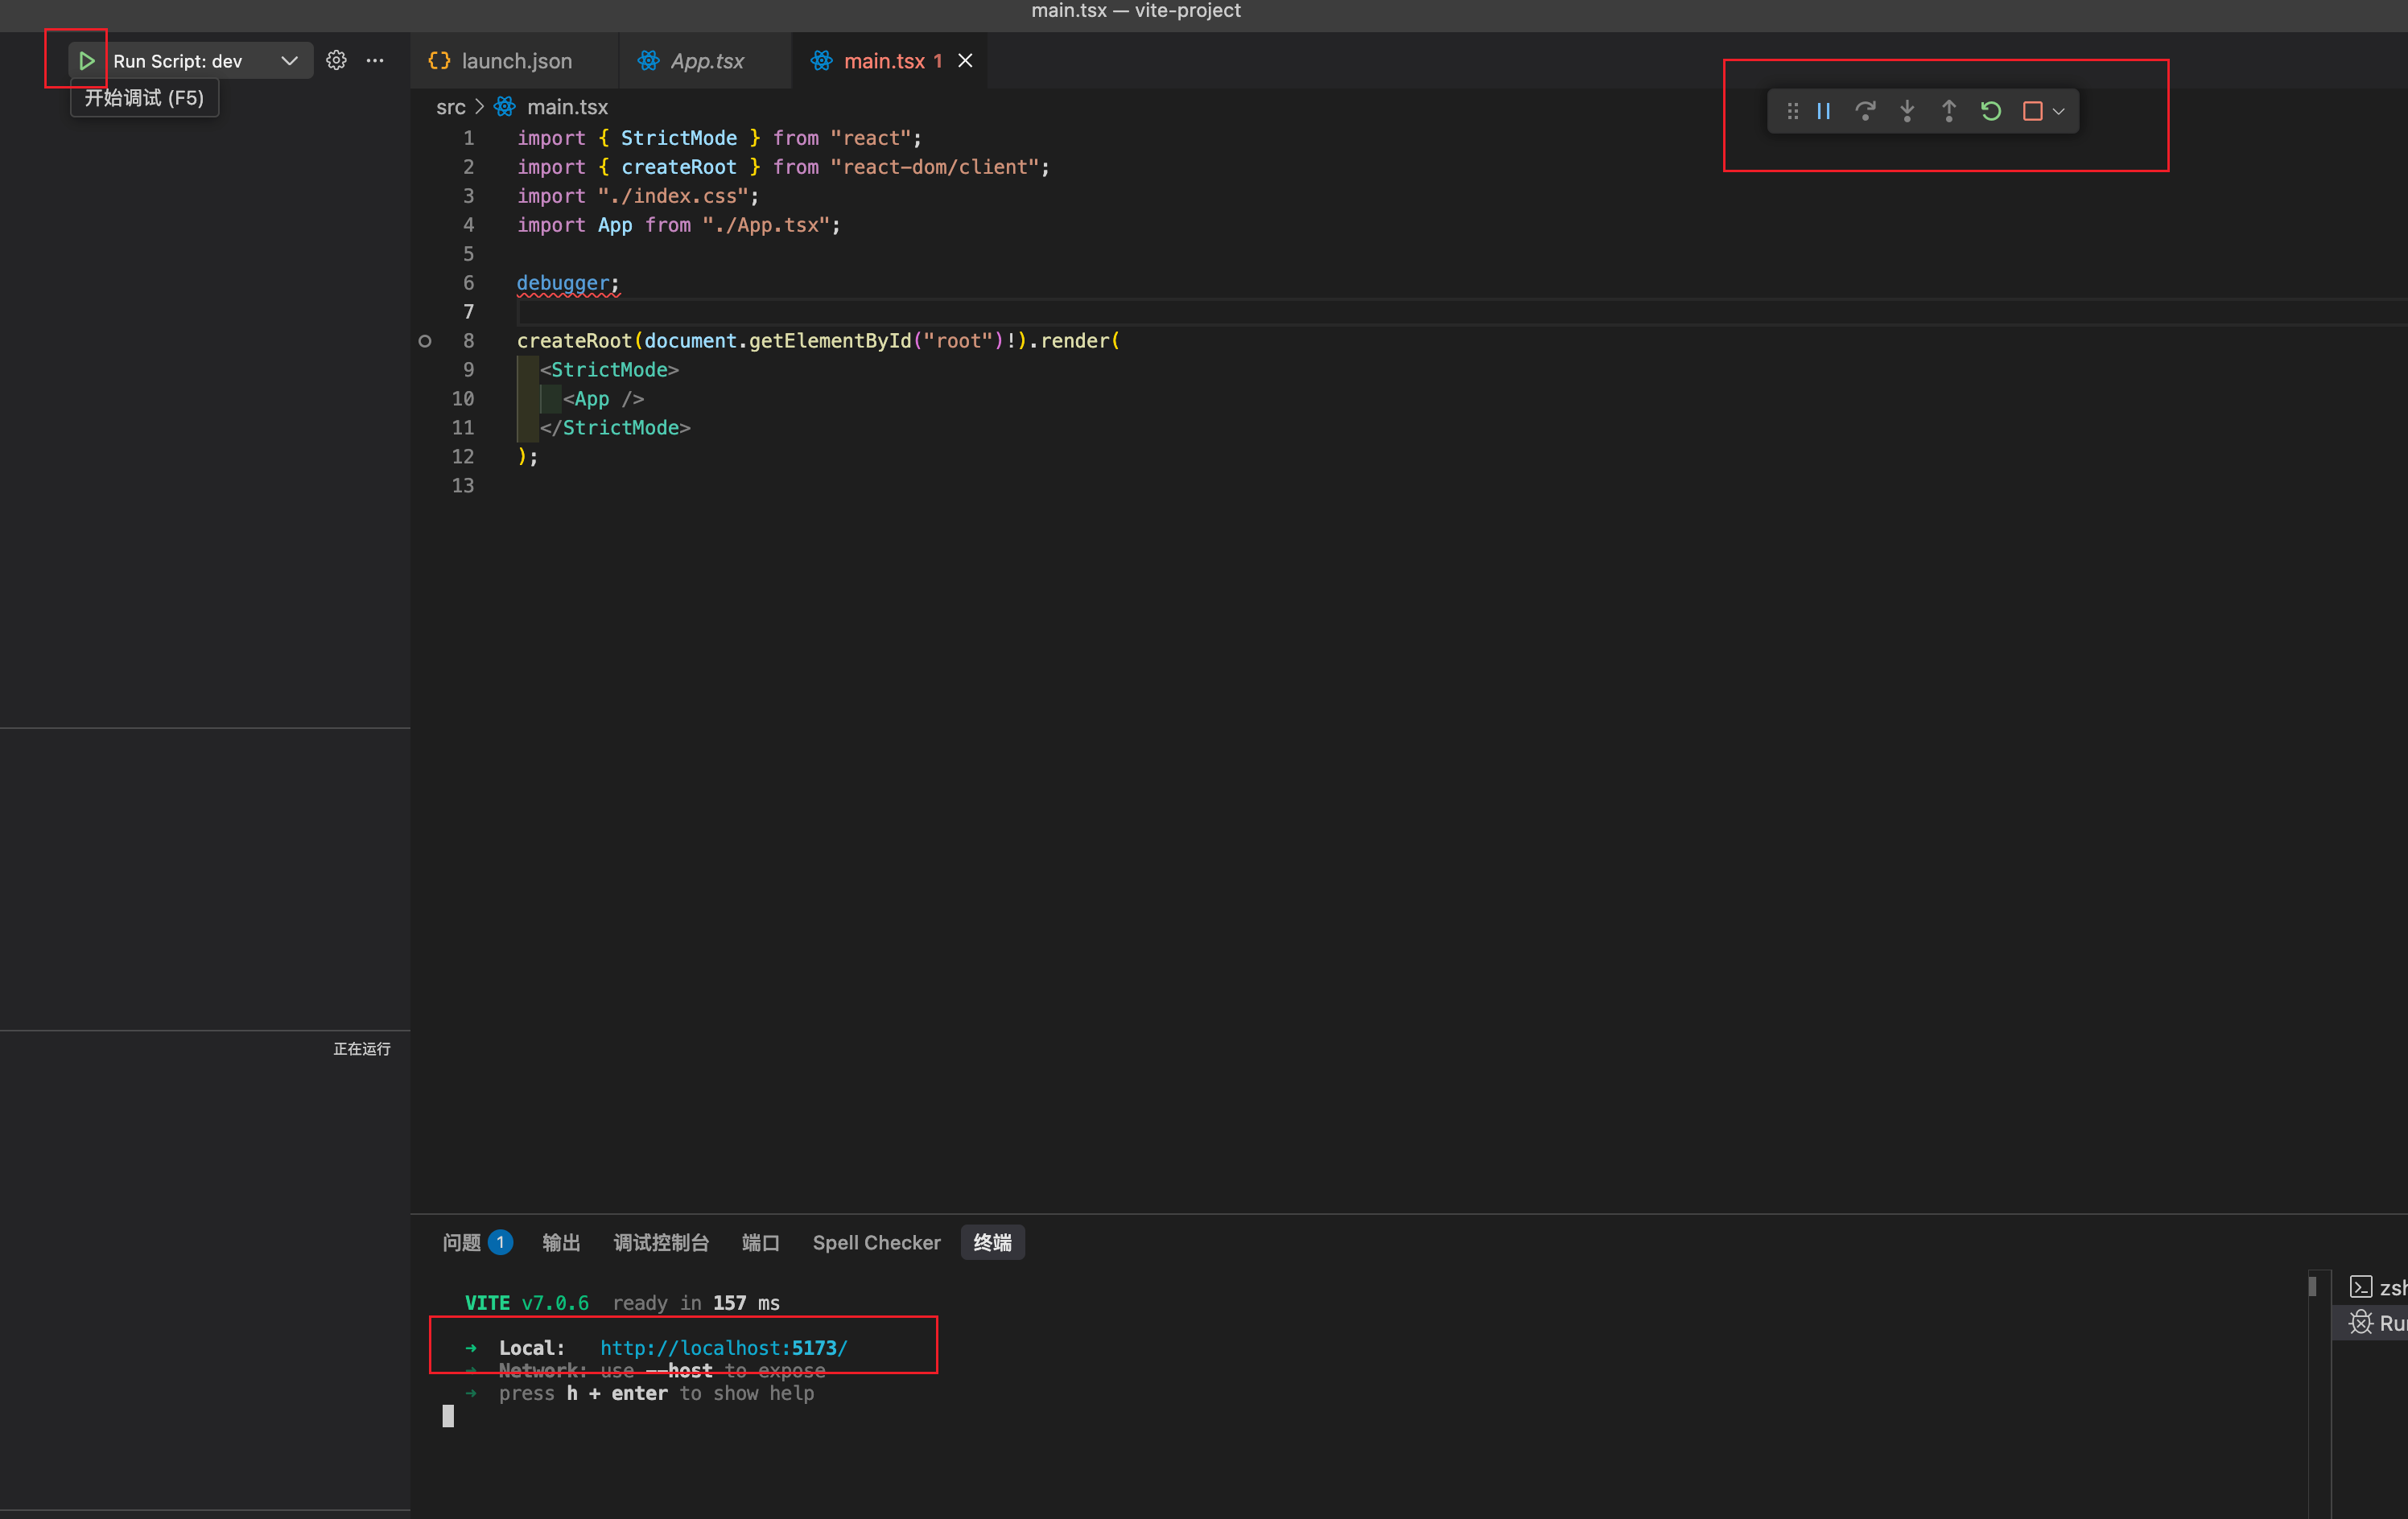 main.tsx — vite-project
Run Script: dev
开始调试 (F5)
launch.json
App.tsx
main.tsx 1
src > main.tsx
1 import { StrictMode } from "react";
2 import { createRoot } from "react-dom/client";
3 import "./index.css";
4 import App from "./App.tsx";
5
6 debugger;
7
8 createRoot(document.getElementById("root")!).render(
9 <StrictMode>
10 <App />
11 </StrictMode>
12 );
13
正在运行
问题 1 输出 调试控制台 端口 Spell Checker 终端
VITE v7.0.6 ready in 157 ms
➜ Local: http://localhost:5173/
➜ Network: use --host to expose
➜ press h + enter to show help